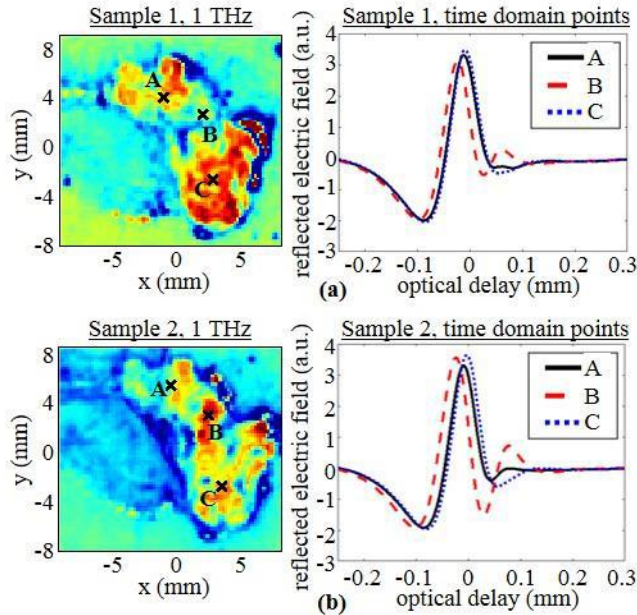 Sample 1, 1 THz
8
4
0
-4
-8
y (mm)
A
B
C
-5
0
5
x (mm)
Sample 1, time domain points
4
3
2
1
0
-1
-2
-3
reflected electric field (a.u.)
A
B
C
-0.2
-0.1
0
0.1
0.2
0.3
optical delay (mm)
(a)
Sample 2, 1 THz
8
4
0
-4
-8
y (mm)
A
B
C
-5
0
5
x (mm)
Sample 2, time domain points
4
3
2
1
0
-1
-2
-3
-4
reflected electric field (a.u.)
A
B
C
-0.2
-0.1
0
0.1
0.2
0.3
optical delay (mm)
(b)